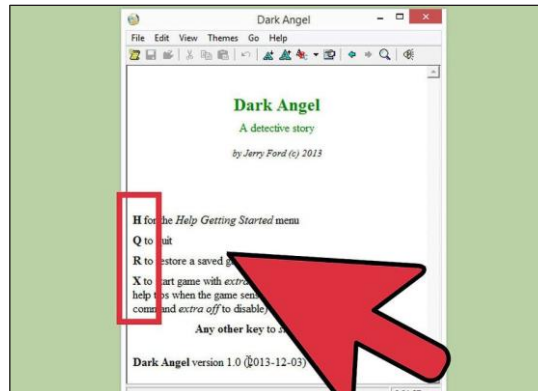 Dark Angel
File Edit View Themes Go Help
Dark Angel
A detective story
by Jerry Ford (c) 2013
H for the Help Getting Started menu
Q to quit
R to restore a saved
X to start game with extra
help tips when the game sens
command extra off to disable)
Any other key to
Dark Angel version 1.0 (2013-12-03)